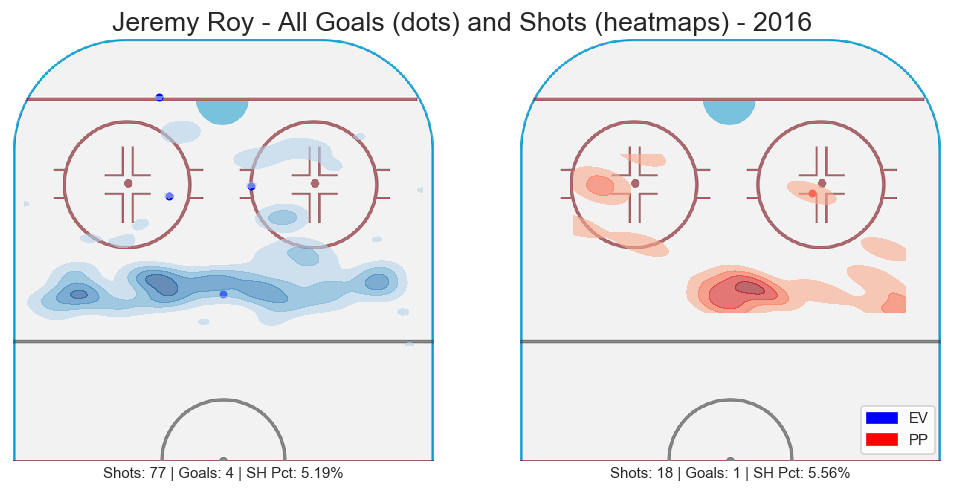 Jeremy Roy - All Goals (dots) and Shots (heatmaps) - 2016
EV
PP
Shots: 77 | Goals: 4 | SH Pct: 5.19%
Shots: 18 | Goals: 1 | SH Pct: 5.56%